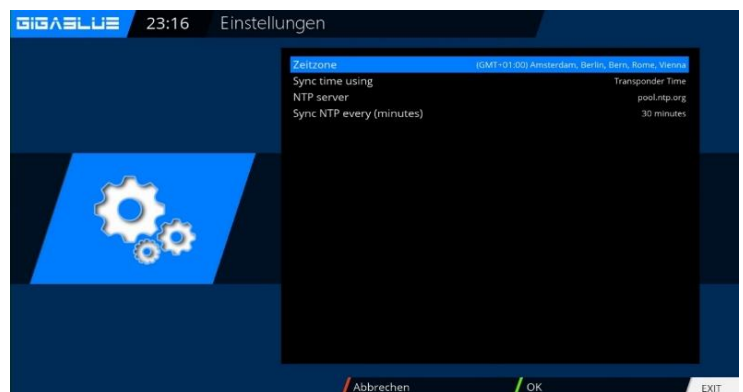 GIGABLUE 23:16 Einstellungen
Zeitzone (GMT+01:00) Amsterdam, Berlin, Bern, Rome, Vienna
Sync time using Transponder Time
NTP server pool.ntp.org
Sync NTP every (minutes) 30 minutes
Abbrechen OK EXIT